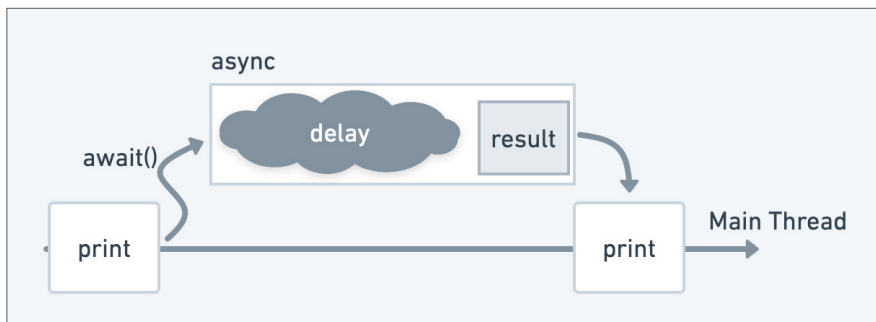 async
delay
result
await()
print
print
Main Thread